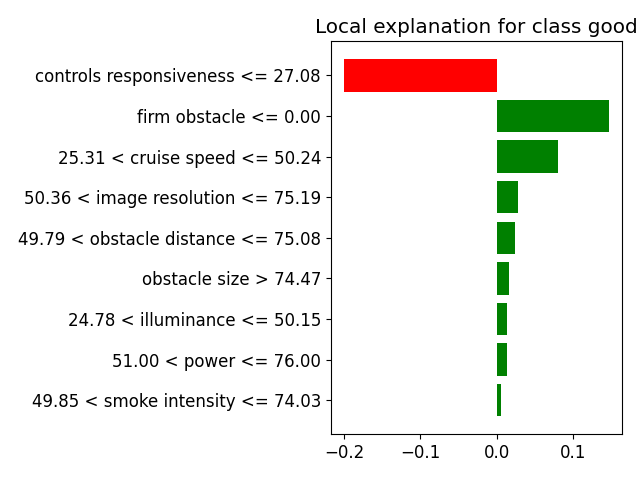 Local explanation for class good
controls responsiveness <= 27.08
firm obstacle <= 0.00
25.31 < cruise speed <= 50.24
50.36 < image resolution <= 75.19
49.79 < obstacle distance <= 75.08
obstacle size > 74.47
24.78 < illuminance <= 50.15
51.00 < power <= 76.00
49.85 < smoke intensity <= 74.03
−0.2 −0.1 0.0 0.1